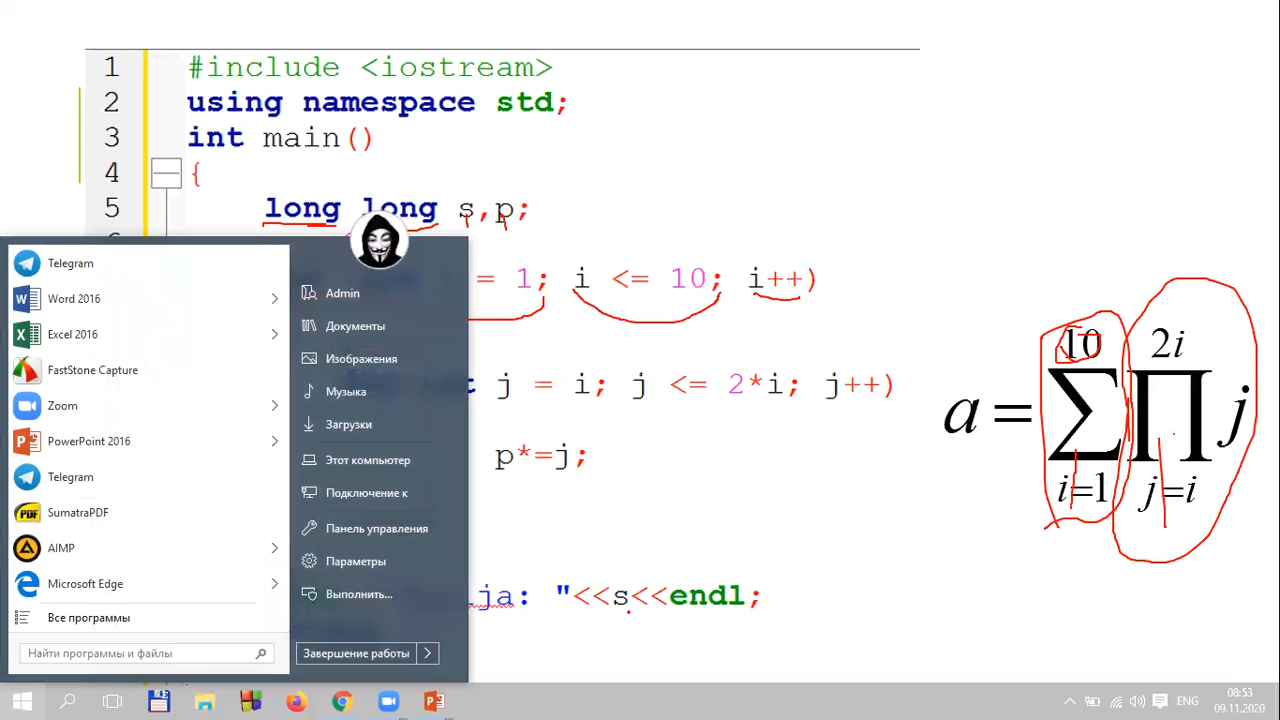 1 #include <iostream>
2 using namespace std;
3 int main()
4 {
5 long long s,p;
= 1; i <= 10; i++)
j = i; j <= 2*i; j++)
p*=j;
ja: "<<s<<endl;
10 2i
a = ∑ ∏ j
i=1 j=i
Telegram
Word 2016
Excel 2016
FastStone Capture
Zoom
PowerPoint 2016
Telegram
SumatraPDF
AIMP
Microsoft Edge
Все программы
Найти программы и файлы
Admin
Документы
Изображения
Музыка
Загрузки
Этот компьютер
Подключение к
Панель управления
Параметры
Выполнить...
Завершение работы
ENG
08:53
09.11.2020